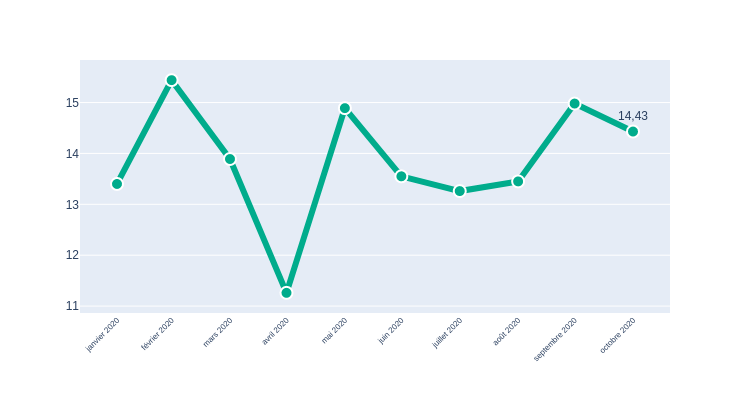 15
14,43
14
13
12
11
janvier 2020
février 2020
mars 2020
avril 2020
mai 2020
juin 2020
juillet 2020
août 2020
septembre 2020
octobre 2020